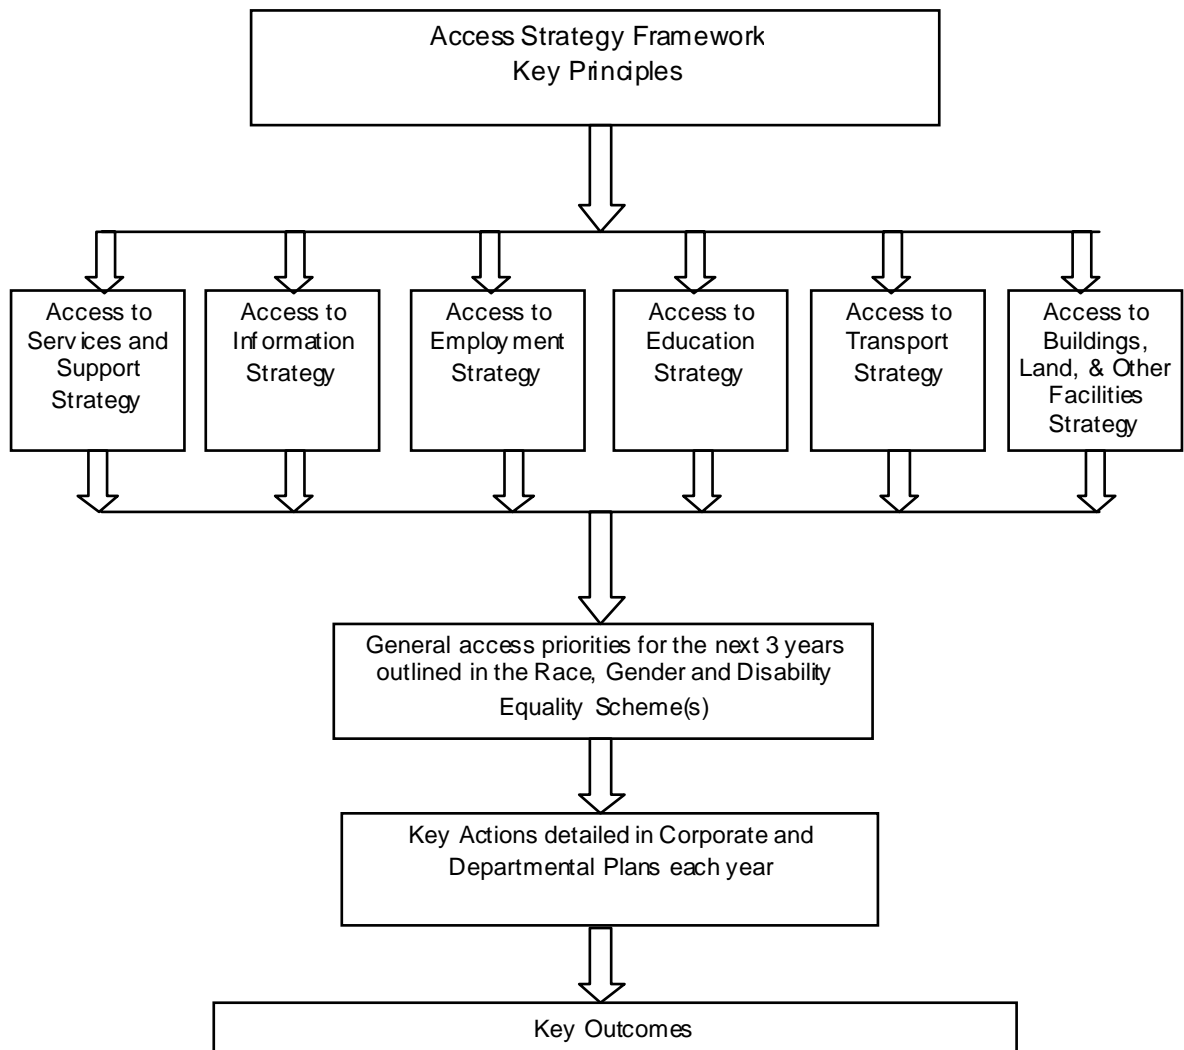 Access Strategy Framework
Key Principles
Access to
Services and
Support
Strategy
Access to
Information
Strategy
Access to
Employment
Strategy
Access to
Education
Strategy
Access to
Transport
Strategy
Access to
Buildings,
Land, & Other
Facilities
Strategy
General access priorities for the next 3 years
outlined in the Race, Gender and Disability
Equality Scheme(s)
Key Actions detailed in Corporate and
Departmental Plans each year
Key Outcomes